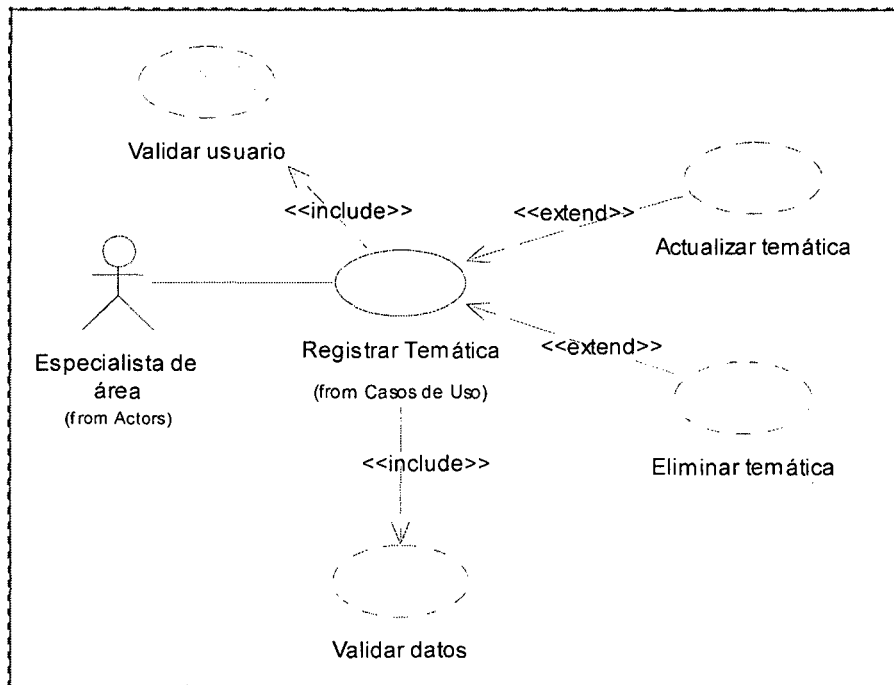 Validar usuario
<<include>>
<<extend>>
Actualizar temática
Registrar Temática
(from Casos de Uso)
<<extend>>
Especialista de
área
(from Actors)
<<include>>
Eliminar temática
Validar datos